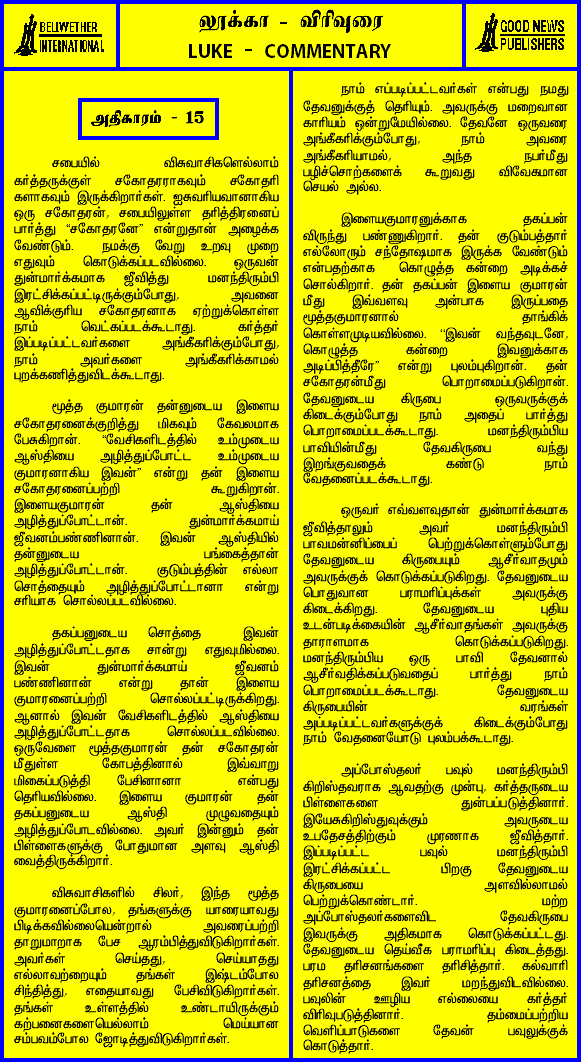 BELLWETHER
INTERNATIONAL
லூக்கா - விரிவுரை
LUKE - COMMENTARY
GOOD NEWS
PUBLISHERS
அதிகாரம் - 15
சபையில் விசுவாசிகளெல்லாம்
கர்த்தருக்குள் சகோதரராகவும் சகோதரி
களாகவும் இருக்கிறார்கள். ஐசுவரியவானாகிய
ஒரு சகோதரன், சபையிலுள்ள தரித்திரனைப்
பார்த்து “சகோதரனே” என்றுதான் அழைக்க
வேண்டும். நமக்கு வேறு உறவு முறை
எதுவும் கொடுக்கப்படவில்லை. ஒருவன்
துன்மார்க்கமாக ஜீவித்து மனந்திரும்பி
இரட்சிக்கப்பட்டிருக்கும்போது, அவனை
ஆவிக்குரிய சகோதரனாக ஏற்றுக்கொள்ள
நாம் வெட்கப்படக்கூடாது. கர்த்தர்
இப்படிப்பட்டவர்களை அங்கீகரிக்கும்போது,
நாம் அவர்களை அங்கீகரிக்காமல்
புறக்கணித்துவிடக்கூடாது.
மூத்த குமாரன் தன்னுடைய இளைய
சகோதரனைக்குறித்து மிகவும் கேவலமாக
பேசுகிறான். “வேசிகளிடத்தில் உம்முடைய
ஆஸ்தியை அழித்துப்போட்ட உம்முடைய
குமாரனாகிய இவன்” என்று தன் இளைய
சகோதரனைப்பற்றி கூறுகிறான்.
இளையகுமாரன் தன் ஆஸ்தியை
அழித்துப்போட்டான். துன்மார்க்கமாய்
ஜீவனம்பண்ணினான். இவன் ஆஸ்தியில்
தன்னுடைய பங்கைத்தான்
அழித்துப்போட்டான். குடும்பத்தின் எல்லா
சொத்தையும் அழித்துப்போட்டானா என்று
சரியாக சொல்லப்படவில்லை.
தகப்பனுடைய சொத்தை இவன்
அழித்துப்போட்டதாக சான்று எதுவுமில்லை.
இவன் துன்மார்க்கமாய் ஜீவனம்
பண்ணினான் என்று தான் இளைய
குமாரனைப்பற்றி சொல்லப்பட்டிருக்கிறது.
ஆனால் இவன் வேசிகளிடத்தில் ஆஸ்தியை
அழித்துப்போட்டதாக சொல்லப்படவில்லை.
ஒருவேளை மூத்தகுமாரன் தன் சகோதரன்
மீதுள்ள கோபத்தினால் இவ்வாறு
மிகைப்படுத்தி பேசினானா என்பது
தெரியவில்லை. இளைய குமாரன் தன்
தகப்பனுடைய ஆஸ்தி முழுவதையும்
அழித்துப்போடவில்லை. அவர் இன்னும் தன்
பிள்ளைகளுக்கு போதுமான அளவு ஆஸ்தி
வைத்திருக்கிறார்.
விசுவாசிகளில் சிலர், இந்த மூத்த
குமாரனைப்போல, தங்களுக்கு யாரையாவது
பிடிக்கவில்லையென்றால் அவரைப்பற்றி
தாறுமாறாக பேச ஆரம்பித்துவிடுகிறார்கள்.
அவர்கள் செய்தது, செய்யாதது
எல்லாவற்றையும் தங்கள் இஷ்டம்போல
சிந்தித்து, எதையாவது பேசிவிடுகிறார்கள்.
தங்கள் உள்ளத்தில் உண்டாயிருக்கும்
கற்பனைகளையெல்லாம் மெய்யான
சம்பவம்போல ஜோடித்துவிடுகிறார்கள்.
நாம் எப்படிப்பட்டவர்கள் என்பது நமது
தேவனுக்குத் தெரியும். அவருக்கு மறைவான
காரியம் ஒன்றுமேயில்லை. தேவனே ஒருவரை
அங்கீகரிக்கும்போது, நாம் அவரை
அங்கீகரியாமல், அந்த நபர்மீது
பழிச்சொற்களைக் கூறுவது விவேகமான
செயல் அல்ல.
இளையகுமாரனுக்காக தகப்பன்
விருந்து பண்ணுகிறார். தன் குடும்பத்தார்
எல்லோரும் சந்தோஷமாக இருக்க வேண்டும்
என்பதற்காக கொழுத்த கன்றை அடிக்கச்
சொல்கிறார். தன் தகப்பன் இளைய குமாரன்
மீது இவ்வளவு அன்பாக இருப்பதை
மூத்தகுமாரனால் தாங்கிக்
கொள்ளமுடியவில்லை. “இவன் வந்தவுடனே,
கொழுத்த கன்றை இவனுக்காக
அடிப்பித்தீரே” என்று புலம்புகிறான். தன்
சகோதரன்மீது பொறாமைப்படுகிறான்.
தேவனுடைய கிருபை ஒருவருக்குக்
கிடைக்கும்போது நாம் அதைப் பார்த்து
பொறாமைப்படக்கூடாது. மனந்திரும்பிய
பாவியின்மீது தேவகிருபை வந்து
இறங்குவதைக் கண்டு நாம்
வேதனைப்படக்கூடாது.
ஒருவர் எவ்வளவுதான் துன்மார்க்கமாக
ஜீவித்தாலும் அவர் மனந்திரும்பி
பாவமன்னிப்பைப் பெற்றுக்கொள்ளும்போது
தேவனுடைய கிருபையும் ஆசீர்வாதமும்
அவருக்குக் கொடுக்கப்படுகிறது. தேவனுடைய
பொதுவான பராமரிப்புக்கள் அவருக்கு
கிடைக்கிறது. தேவனுடைய புதிய
உடன்படிக்கையின் ஆசீர்வாதங்கள் அவருக்கு
தாராளமாக கொடுக்கப்படுகிறது.
மனந்திரும்பிய ஒரு பாவி தேவனால்
ஆசீர்வதிக்கப்படுவதைப் பார்த்து நாம்
பொறாமைப்படக்கூடாது. தேவனுடைய
கிருபையின் வரங்கள்
அப்படிப்பட்டவர்களுக்குக் கிடைக்கும்போது
நாம் வேதனையோடு புலம்பக்கூடாது.
அப்போஸ்தலர் பவுல் மனந்திரும்பி
கிறிஸ்தவராக ஆவதற்கு முன்பு, கர்த்தருடைய
பிள்ளைகளை துன்பப்படுத்தினார்.
இயேசுகிறிஸ்துவுக்கும் அவருடைய
உபதேசத்திற்கும் முரணாக ஜீவித்தார்.
இப்படிப்பட்ட பவுல் மனந்திரும்பி
இரட்சிக்கப்பட்ட பிறகு தேவனுடைய
கிருபையை அளவில்லாமல்
பெற்றுக்கொண்டார். மற்ற
அப்போஸ்தலர்களைவிட தேவகிருபை
இவருக்கு அதிகமாக கொடுக்கப்பட்டது.
தேவனுடைய தெய்வீக பராமரிப்பு கிடைத்தது.
பரம தரிசனங்களை தரிசித்தார். கல்வாரி
தரிசனத்தை இவர் மறந்துவிடவில்லை.
பவுலின் ஊழிய எல்லையை கர்த்தர்
விரிவுபடுத்தினார். தம்மைப்பற்றிய
வெளிப்பாடுகளை தேவன் பவுலுக்குக்
கொடுத்தார்.